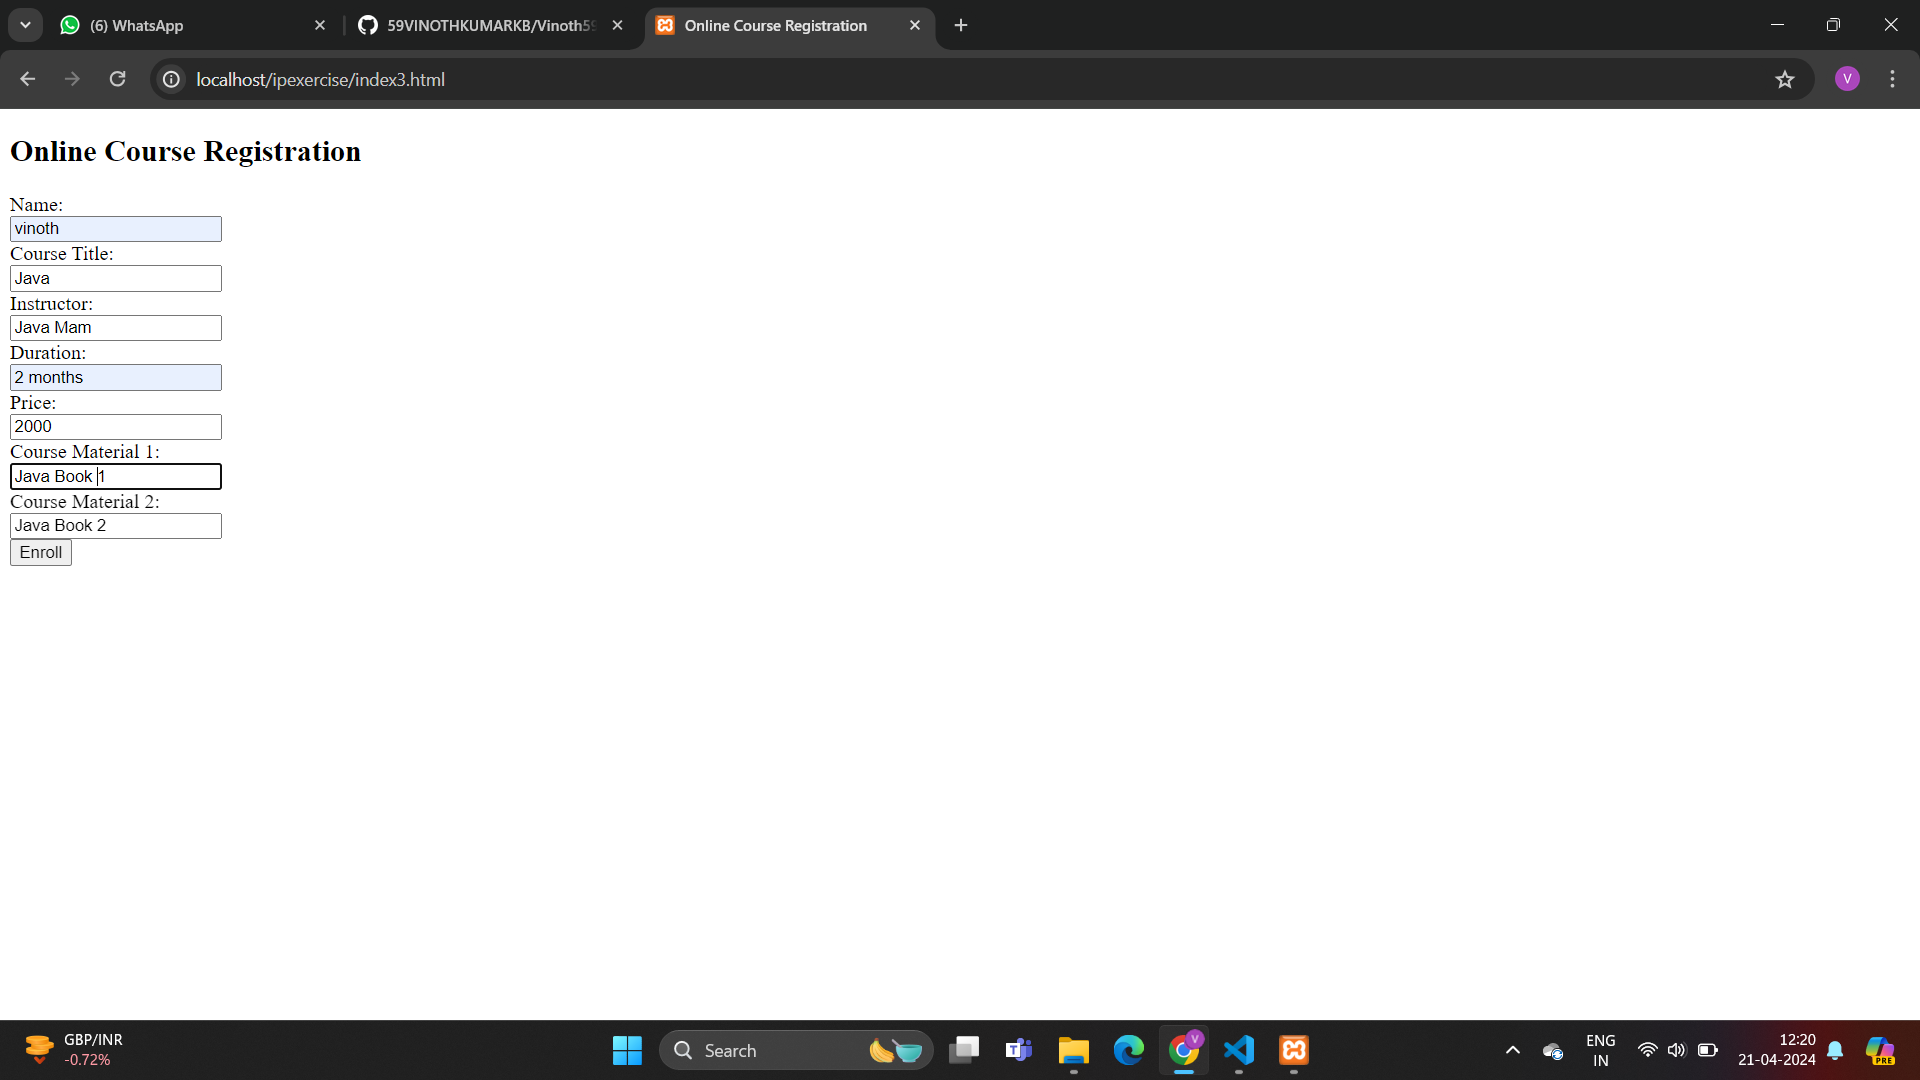 (6) WhatsApp
59VINOTHKUMARKB/Vinoth59
Online Course Registration
localhost/ipexercise/index3.html
V
Online Course Registration
Name:
vinoth
Course Title:
Java
Instructor:
Java Mam
Duration:
2 months
Price:
2000
Course Material 1:
Java Book 1
Course Material 2:
Java Book 2
Enroll
GBP/INR
-0.72%
Search
V
ENG
IN
12:20
21-04-2024
PRE